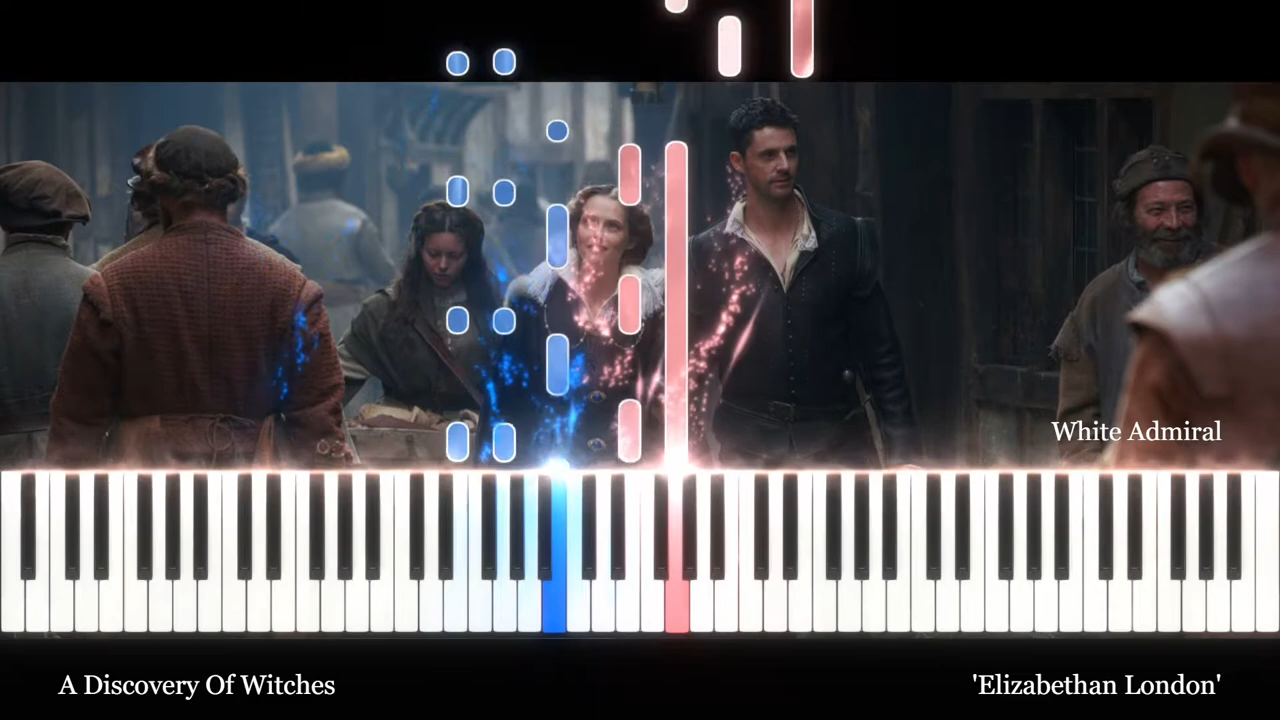 White Admiral
A Discovery Of Witches
'Elizabethan London'